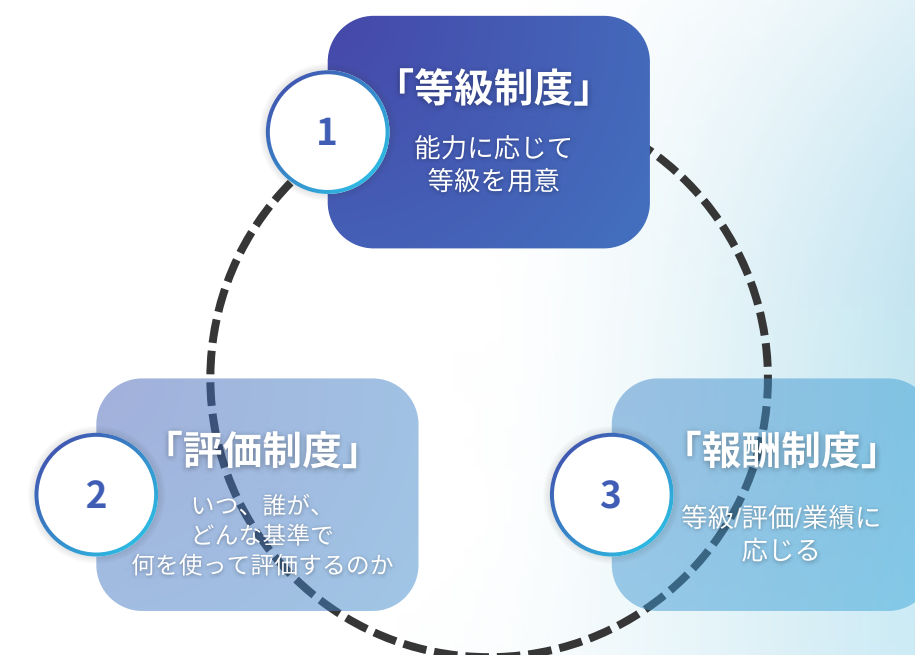 1
「等級制度」
能力に応じて
等級を用意
2
「評価制度」
いつ、誰が、
どんな基準で
何を使って評価するのか
3
「報酬制度」
等級/評価/業績に
応じる